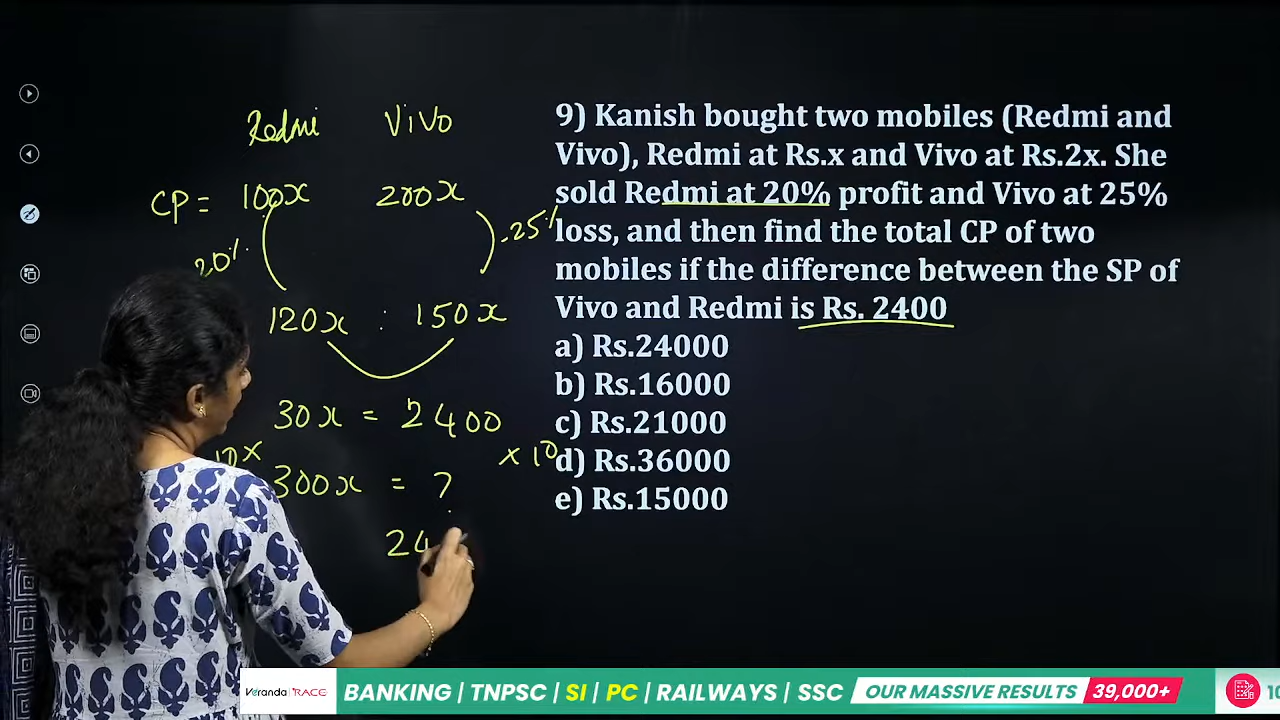 Redmi ViVo
CP = 100x 200x
20% -25%
120x : 150x
30x = 2400
10x x10
300x = ?
24
9) Kanish bought two mobiles (Redmi and
Vivo), Redmi at Rs.x and Vivo at Rs.2x. She
sold Redmi at 20% profit and Vivo at 25%
loss, and then find the total CP of two
mobiles if the difference between the SP of
Vivo and Redmi is Rs. 2400
a) Rs.24000
b) Rs.16000
c) Rs.21000
d) Rs.36000
e) Rs.15000
Veranda RACE
BANKING | TNPSC | SI | PC | RAILWAYS | SSC
OUR MASSIVE RESULTS 39,000+
10